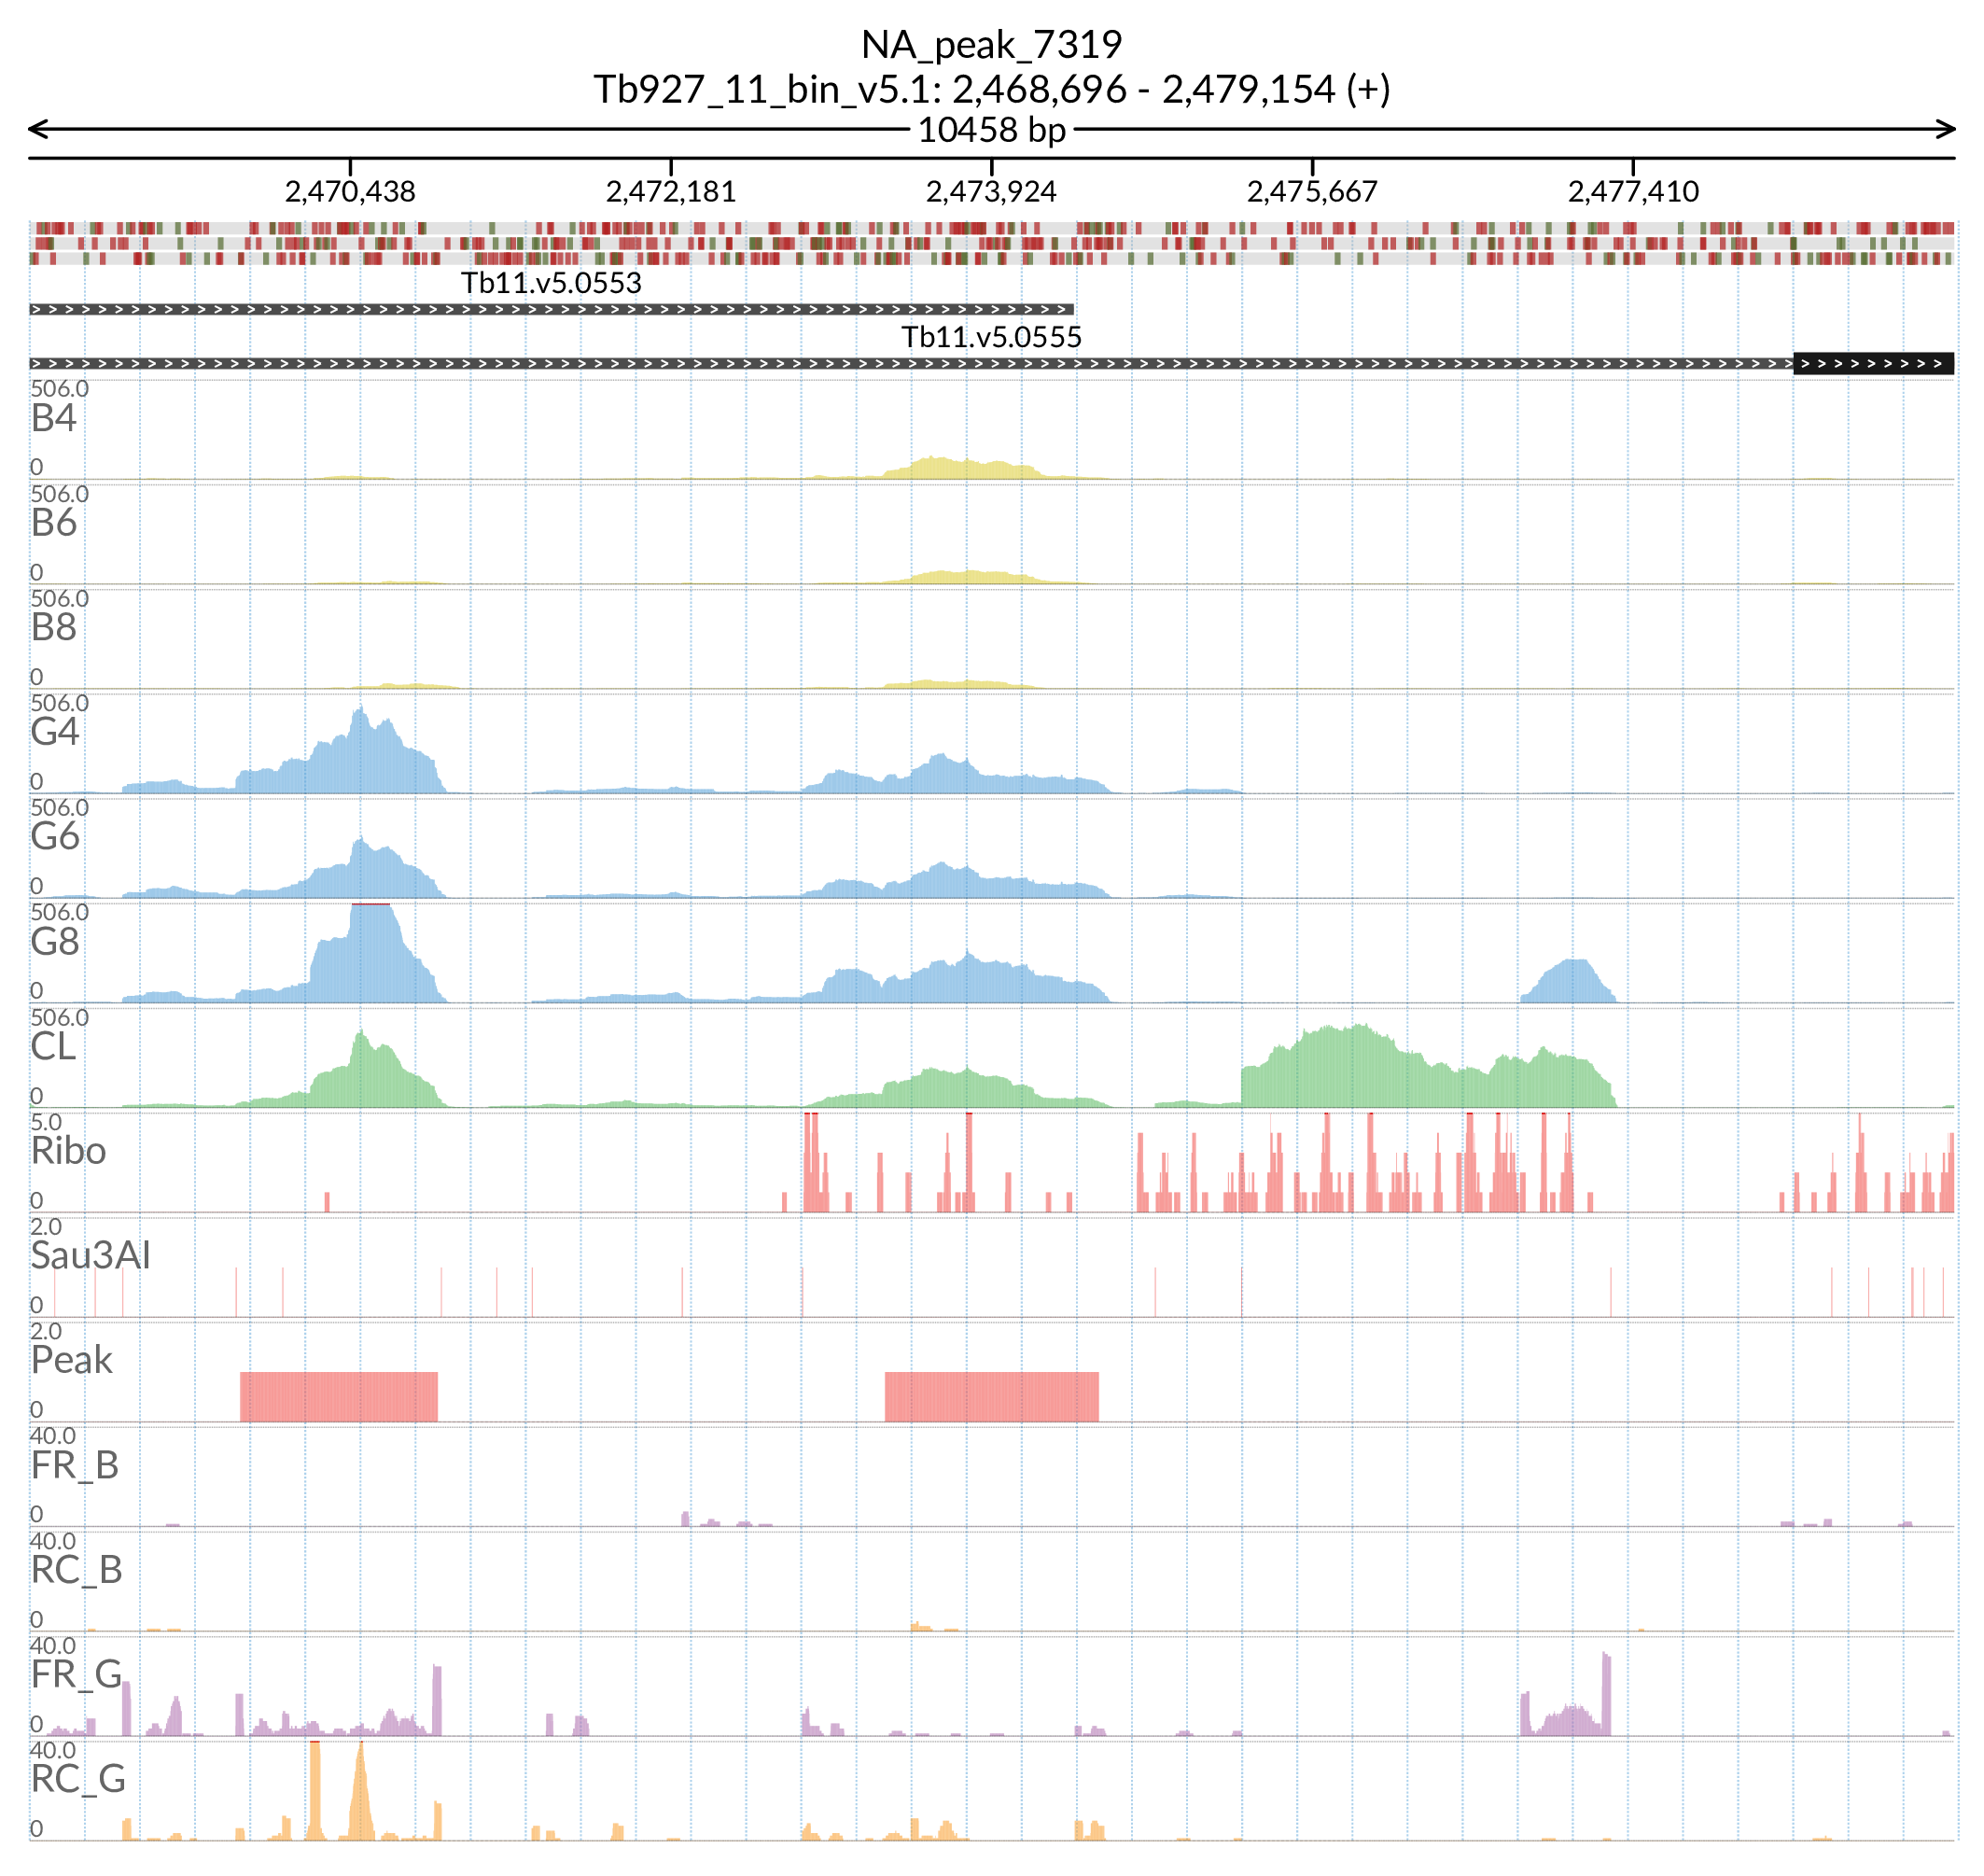 NA_peak_7319
Tb927_11_bin_v5.1: 2,468,696 - 2,479,154 (+)
10458 bp
2,470,438 2,472,181 2,473,924 2,475,667 2,477,410
Tb11.v5.0553
Tb11.v5.0555
506.0
B4
0
506.0
B6
0
506.0
B8
0
506.0
G4
0
506.0
G6
0
506.0
G8
0
506.0
CL
0
5.0
Ribo
0
2.0
Sau3AI
0
2.0
Peak
0
40.0
FR_B
0
40.0
RC_B
0
40.0
FR_G
0
40.0
RC_G
0